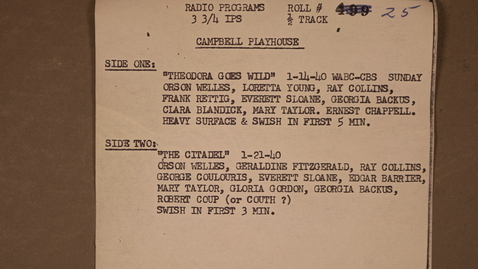 RADIO PROGRAMS ROLL # 25
3 3/4 IPS ½ TRACK
CAMPBELL PLAYHOUSE
SIDE ONE:
"THEODORA GOES WILD" 1-14-40 WABC-CBS SUNDAY
ORSON WELLES, LORETTA YOUNG, RAY COLLINS,
FRANK RETTIG, EVERETT SLOANE, GEORGIA BACKUS,
CLARA BLANDICK, MARY TAYLOR. ERNEST CHAPPELL.
HEAVY SURFACE & SWISH IN FIRST 5 MIN.
SIDE TWO:
"THE CITADEL" 1-21-40
ORSON WELLES, GERALDINE FITZGERALD, RAY COLLINS,
GEORGE COULOURIS, EVERETT SLOANE, EDGAR BARRIER,
MARY TAYLOR, GLORIA GORDON, GEORGIA BACKUS,
ROBERT COUP (or COUTH ?)
SWISH IN FIRST 3 MIN.